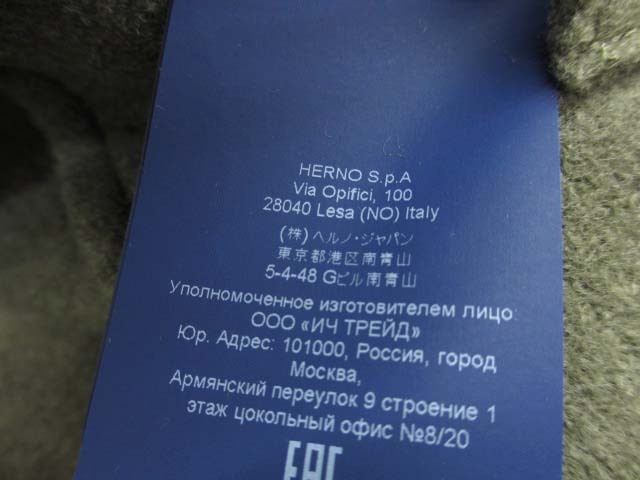 HERNO S.p.A
Via Opifici, 100
28040 Lesa (NO) Italy
(株) ヘルノ・ジャパン
東京都港区南青山
5-4-48 Gビル南青山
Уполномоченное изготовителем лицо:
ООО «ИЧ ТРЕЙД»
Юр. Адрес: 101000, Россия, город
Москва,
Армянский переулок 9 строение 1
этаж цокольный офис №8/20
EAC